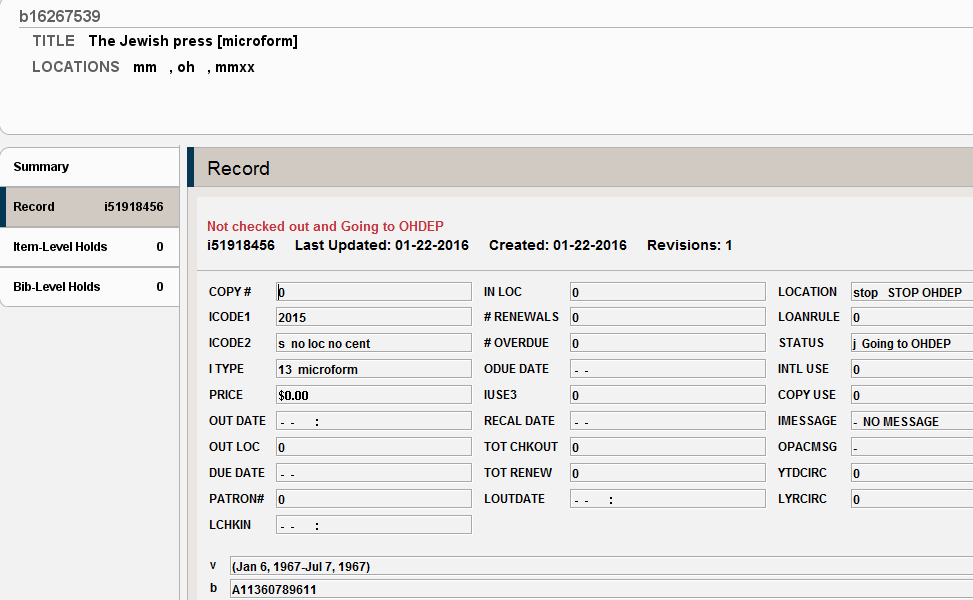 b16267539
TITLE The Jewish press [microform]
LOCATIONS mm , oh , mmxx
Summary
Record i51918456
Item-Level Holds 0
Bib-Level Holds 0
Record
Not checked out and Going to OHDEP
i51918456 Last Updated: 01-22-2016 Created: 01-22-2016 Revisions: 1
COPY # 0 IN LOC 0 LOCATION stop STOP OHDEP
ICODE1 2015 # RENEWALS 0 LOANRULE 0
ICODE2 s no loc no cent # OVERDUE 0 STATUS j Going to OHDEP
I TYPE 13 microform ODUE DATE - - INTL USE 0
PRICE $0.00 IUSE3 0 COPY USE 0
OUT DATE - - : RECAL DATE - - IMESSAGE - NO MESSAGE
OUT LOC 0 TOT CHKOUT 0 OPACMSG -
DUE DATE - - TOT RENEW 0 YTDCIRC 0
PATRON# 0 LOUTDATE - - : LYRCIRC 0
LCHKIN - - :
v (Jan 6, 1967-Jul 7, 1967)
b A11360789611